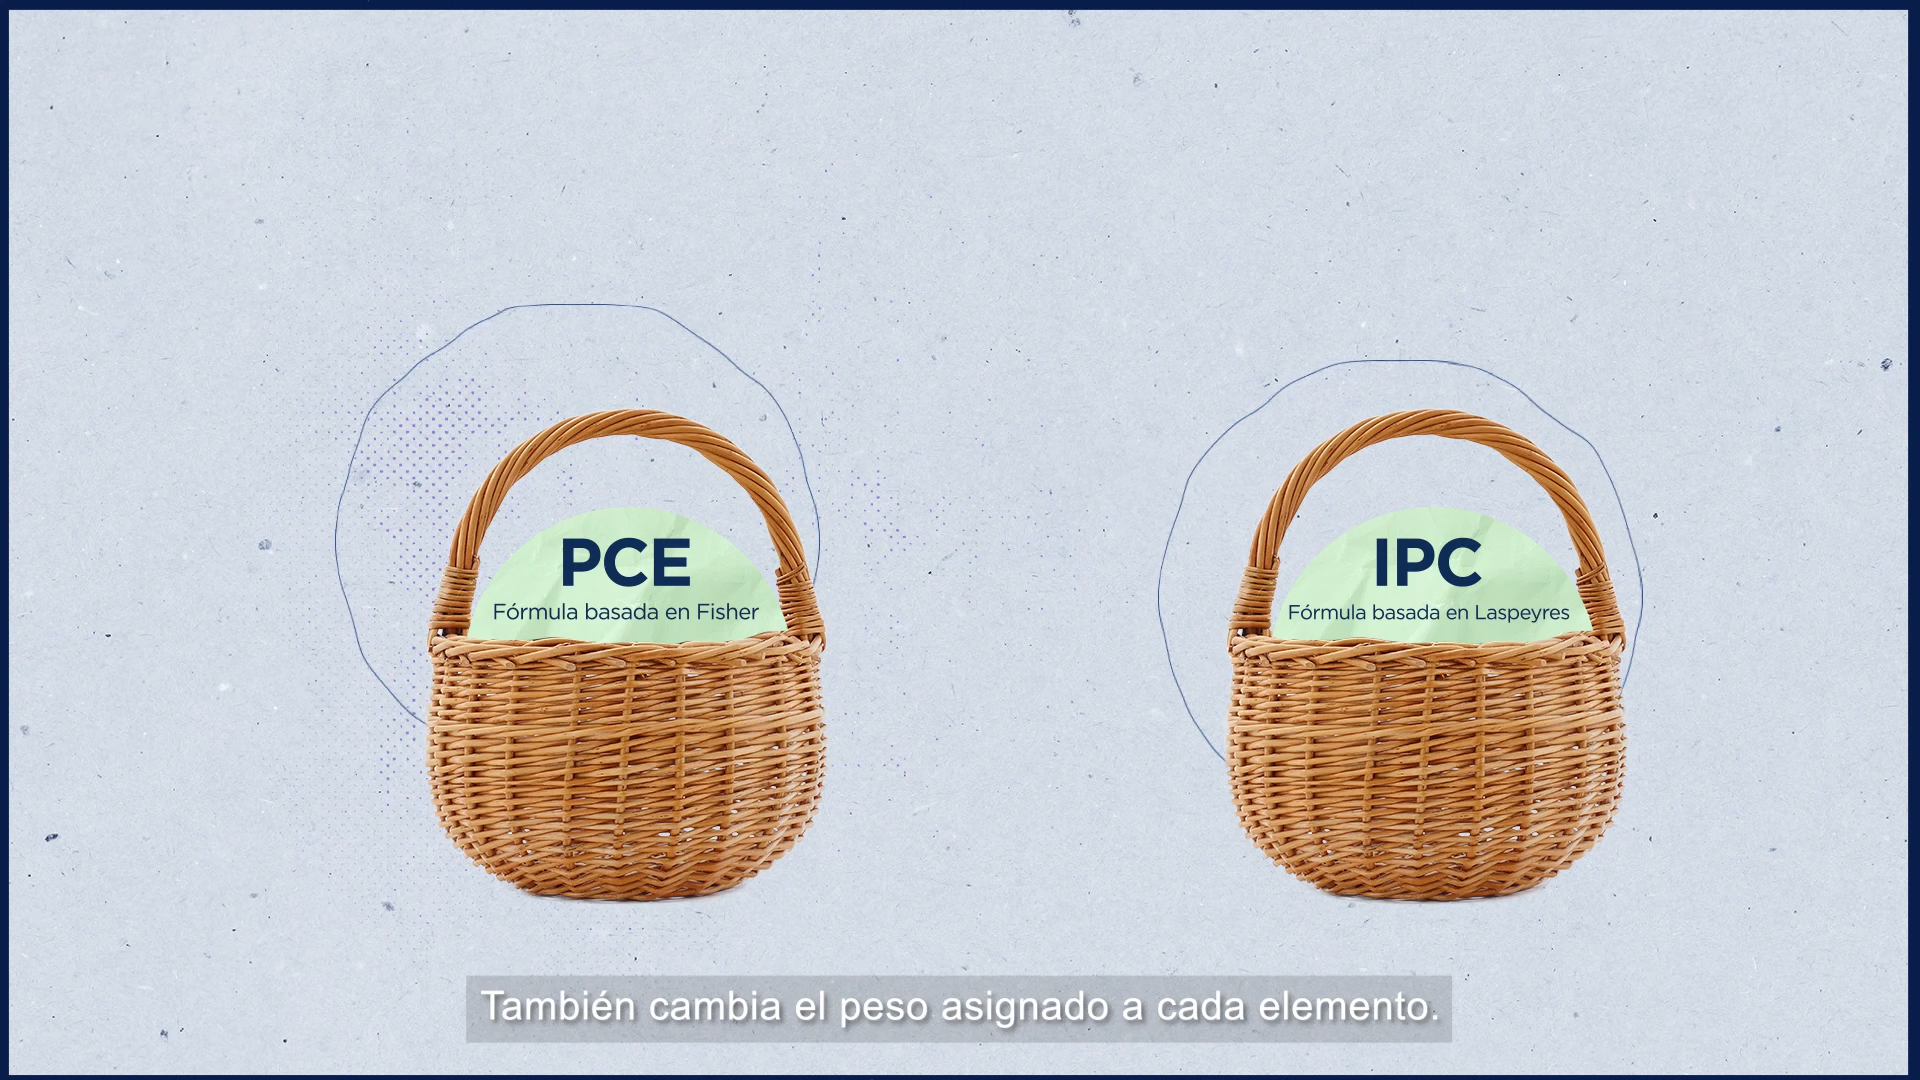 PCE
Fórmula basada en Fisher
IPC
Fórmula basada en Laspeyres
También cambia el peso asignado a cada elemento.